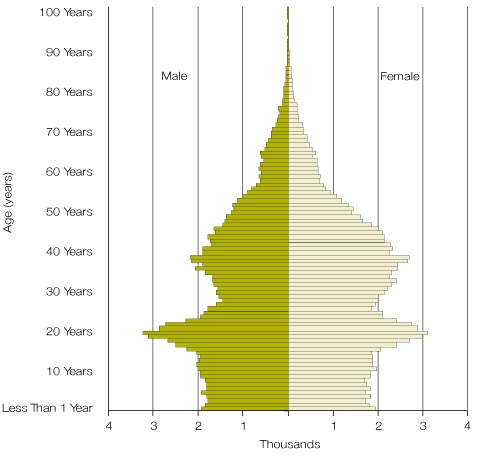 100 Years
90 Years
Male
Female
80 Years
70 Years
60 Years
Age (years)
50 Years
40 Years
30 Years
20 Years
10 Years
Less Than 1 Year
4 3 2 1 1 2 3 4
Thousands